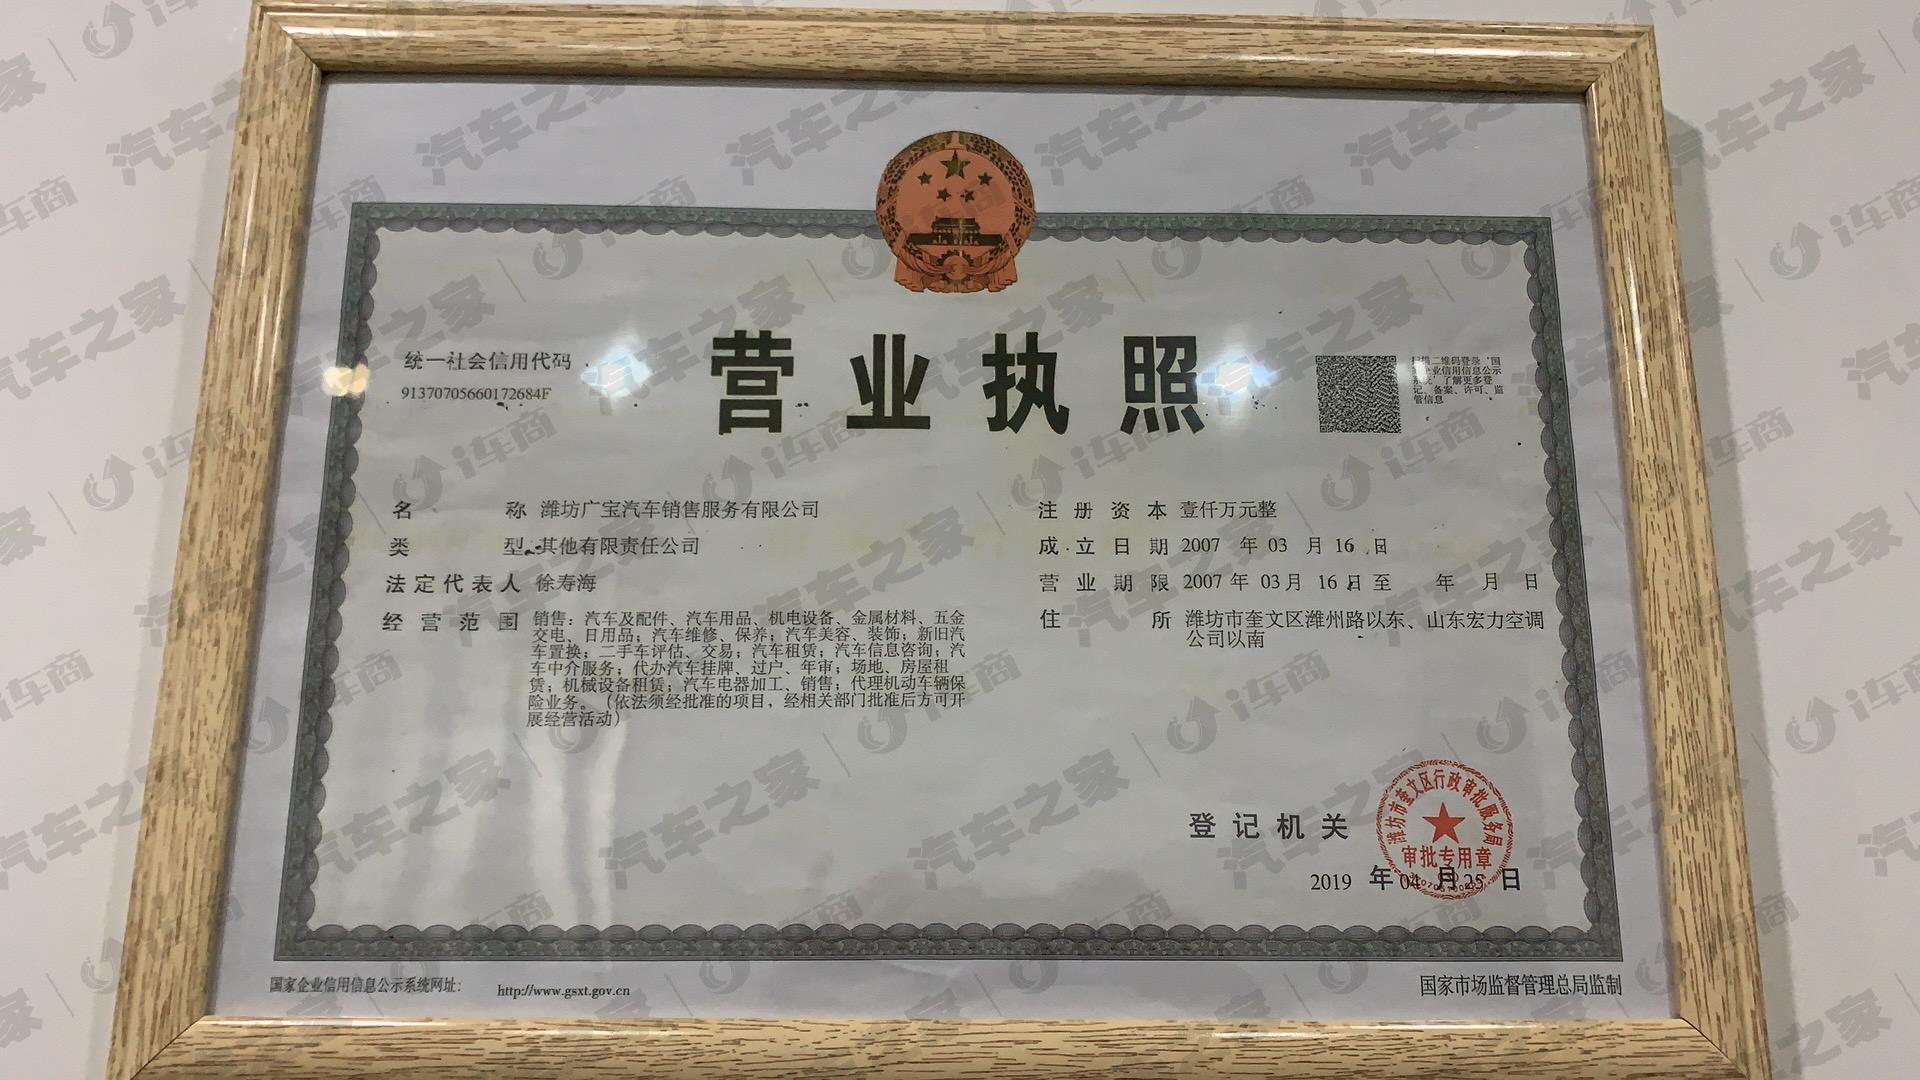 营业执照
统一社会信用代码
91370705660172684F
扫描二维码登录'国
家企业信用信息公示
系统'了解更多登
记、备案、许可、监
管信息
名 称 潍坊广宝汽车销售服务有限公司
类 型 其他有限责任公司
法定代表人 徐寿海
经营范围 销售：汽车及配件、汽车用品、机电设备、金属材料、五金
交电、日用品；汽车维修、保养；汽车美容、装饰；新旧汽
车置换；二手车评估、交易；汽车租赁；汽车信息咨询；汽
车中介服务；代办汽车挂牌、过户、年审；场地、房屋租
赁；机械设备租赁；汽车电器加工、销售；代理机动车辆保
险业务。（依法须经批准的项目，经相关部门批准后方可开
展经营活动）
注册资本 壹仟万元整
成立日期 2007 年 03 月 16 日
营业期限 2007 年 03 月 16 日至 年 月 日
住 所 潍坊市奎文区潍州路以东、山东宏力空调
公司以南
登记机关
潍坊市奎文区行政审批服务局
审批专用章
2019 年 04 月 25 日
国家企业信用信息公示系统网址： http://www.gsxt.gov.cn
国家市场监督管理总局监制
汽车之家 i车商